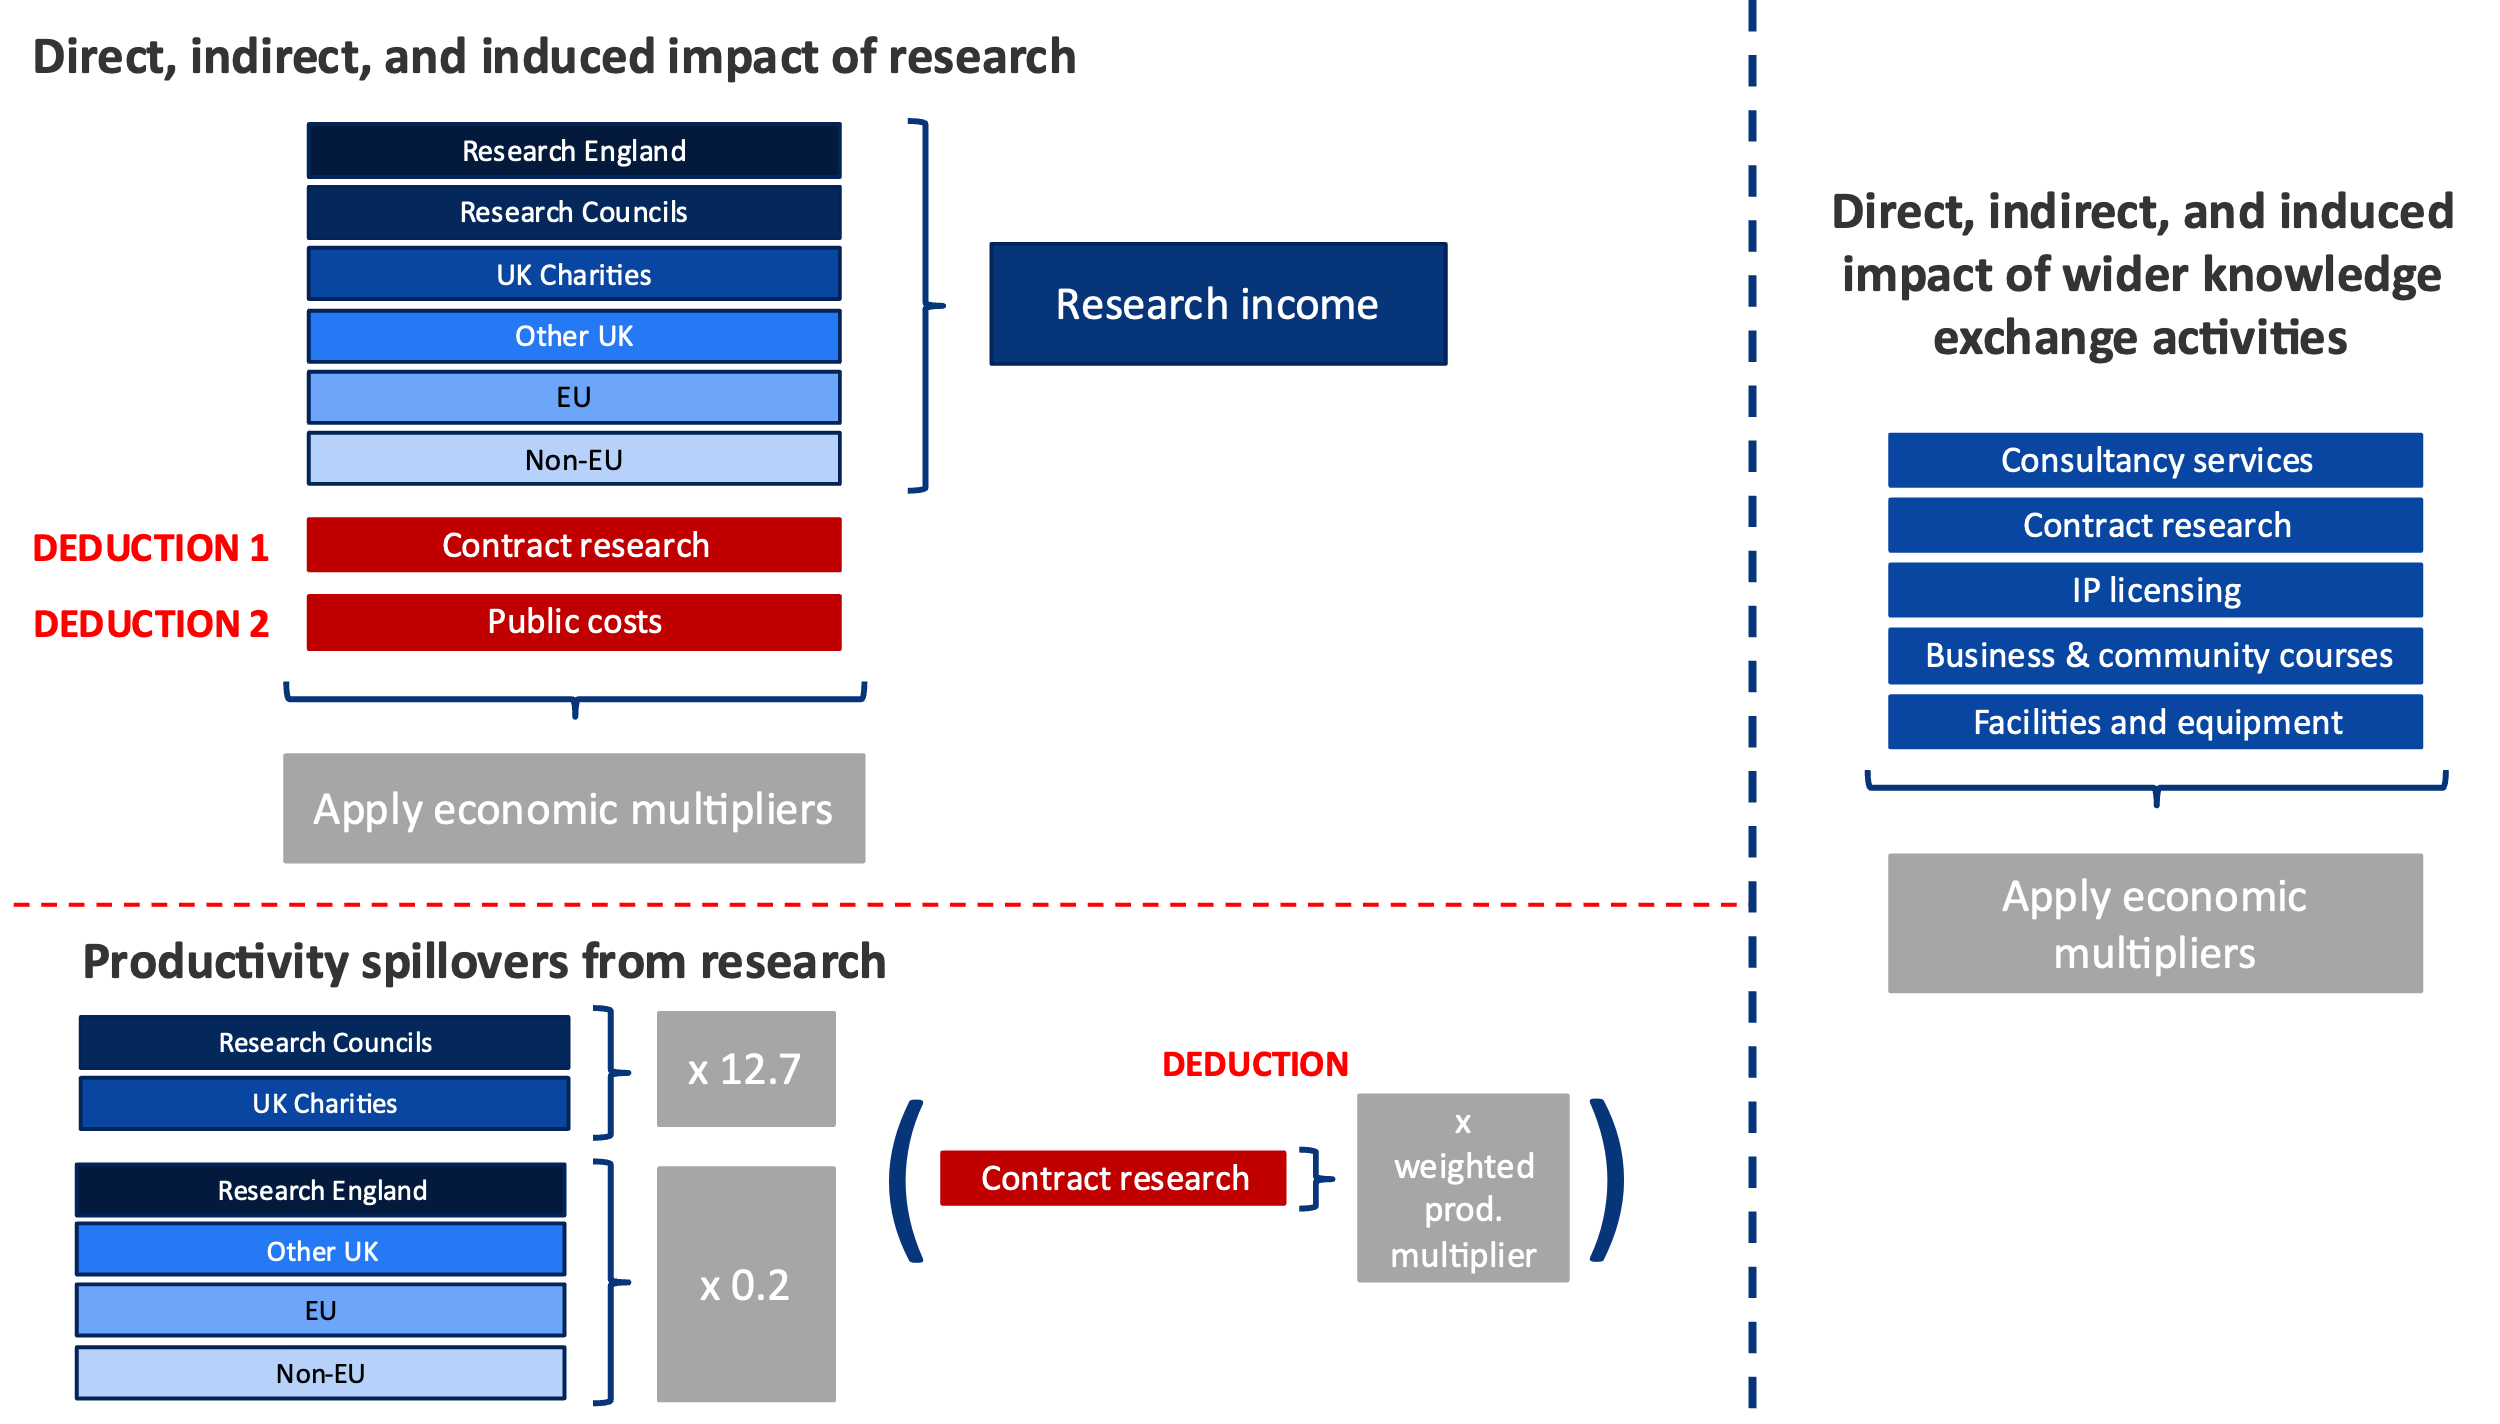 Direct, indirect, and induced impact of research
Research England
Research Councils
UK Charities
Other UK
EU
Non-EU
Research income
DEDUCTION 1
Contract research
DEDUCTION 2
Public costs
Apply economic multipliers
Productivity spillovers from research
Research Councils
UK Charities
x 12.7
Research England
Other UK
EU
Non-EU
x 0.2
DEDUCTION
Contract research
x
weighted
prod.
multiplier
Direct, indirect, and induced
impact of wider knowledge
exchange activities
Consultancy services
Contract research
IP licensing
Business & community courses
Facilities and equipment
Apply economic
multipliers